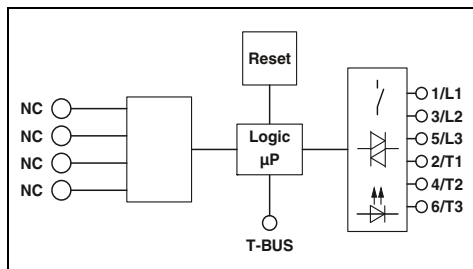 Reset
NC
NC
NC
NC
Logic
µP
T-BUS
1/L1
3/L2
5/L3
2/T1
4/T2
6/T3